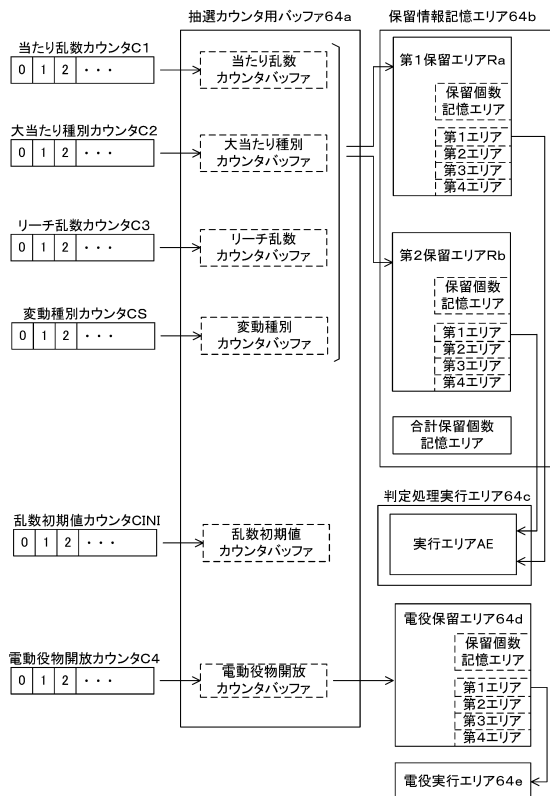 抽選カウンタ用バッファ64a
保留情報記憶エリア64b
当たり乱数カウンタC1
0 1 2 ・・・
当たり乱数
カウンタバッファ
大当たり種別カウンタC2
0 1 2 ・・・
大当たり種別
カウンタバッファ
リーチ乱数カウンタC3
0 1 2 ・・・
リーチ乱数
カウンタバッファ
変動種別カウンタCS
0 1 2 ・・・
変動種別
カウンタバッファ
第1保留エリアRa
保留個数
記憶エリア
第1エリア
第2エリア
第3エリア
第4エリア
第2保留エリアRb
保留個数
記憶エリア
第1エリア
第2エリア
第3エリア
第4エリア
合計保留個数
記憶エリア
乱数初期値カウンタCINI
0 1 2 ・・・
乱数初期値
カウンタバッファ
判定処理実行エリア64c
実行エリアAE
電動役物開放カウンタC4
0 1 2 ・・・
電動役物開放
カウンタバッファ
電役保留エリア64d
保留個数
記憶エリア
第1エリア
第2エリア
第3エリア
第4エリア
電役実行エリア64e